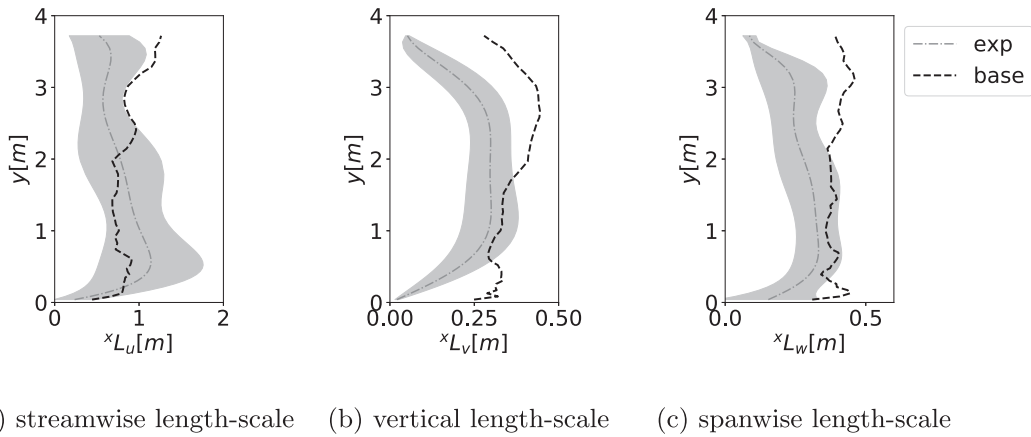 4 4 4
3 3 3
2 2 2
1 1 1
0 0 0
y[m] y[m] y[m]
0 1 2 0.00 0.25 0.50 0.0 0.5
ˣLᵤ[m] ˣLᵥ[m] ˣL_w[m]
exp
base
) streamwise length-scale (b) vertical length-scale (c) spanwise length-scale